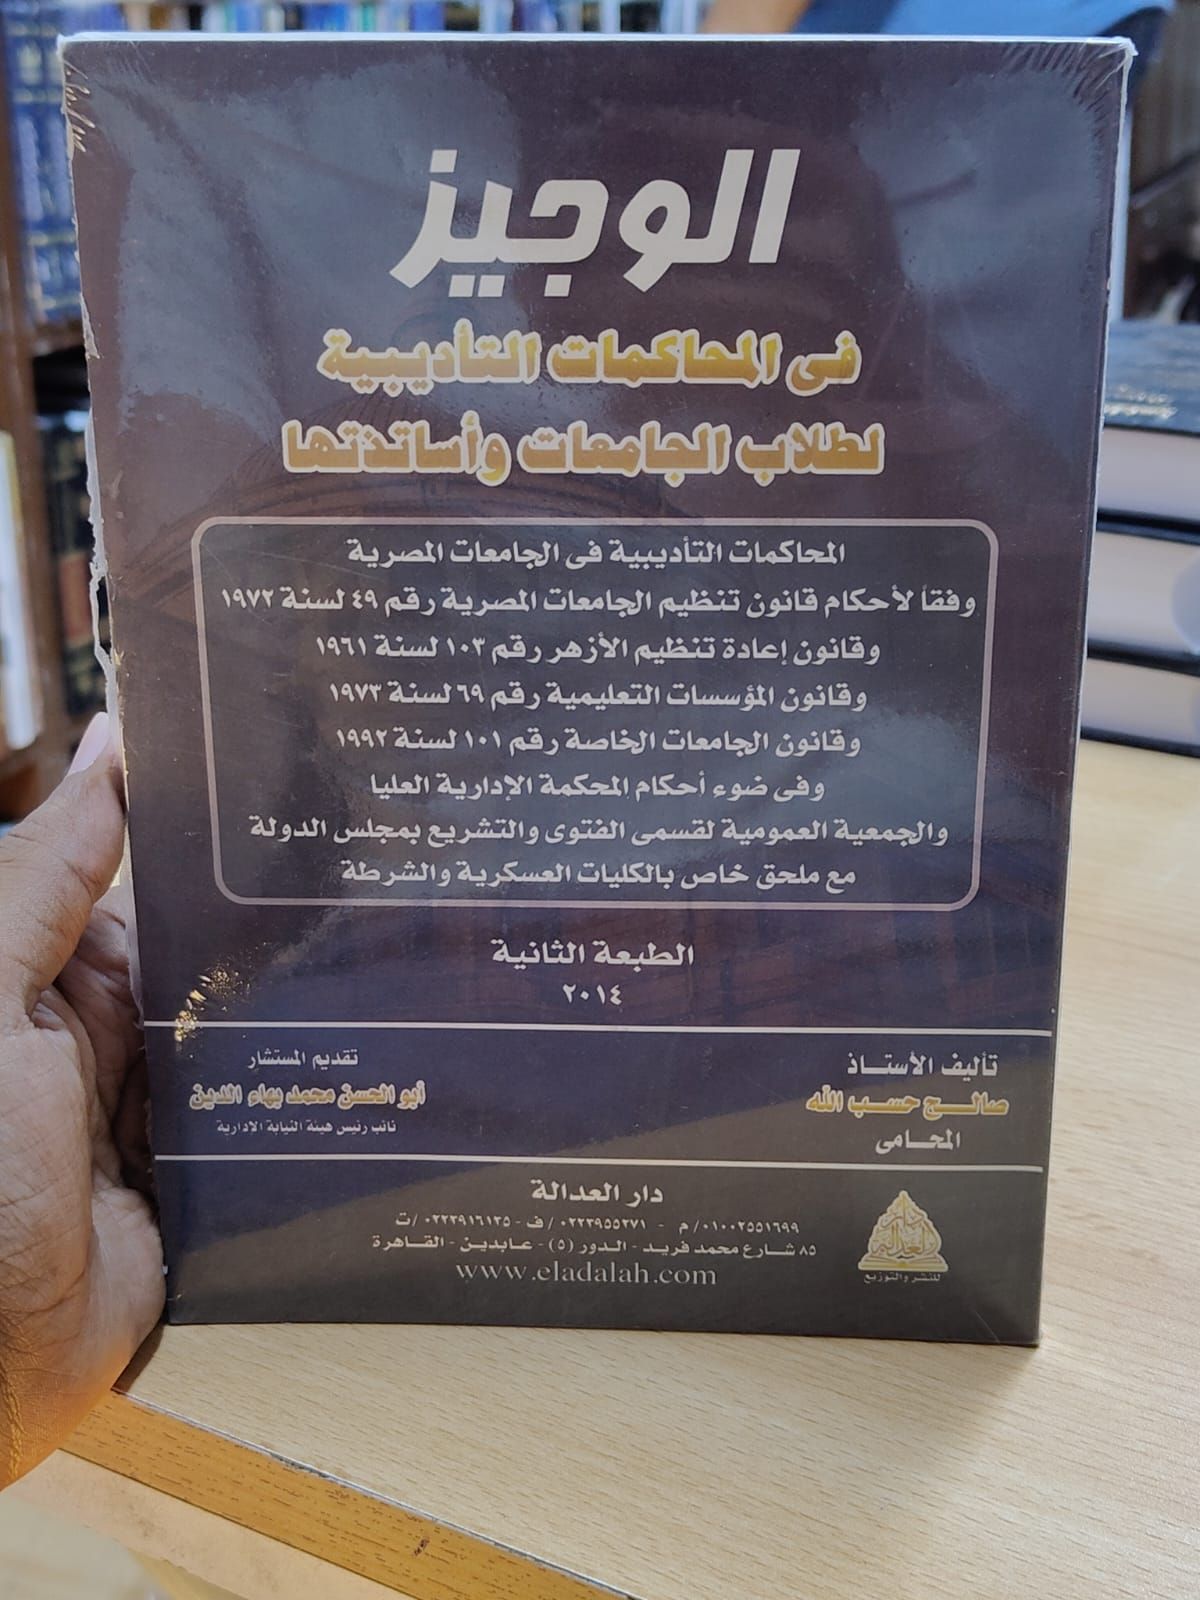 الوجيز
فى المحاكمات التأديبية
لطلاب الجامعات وأساتذتها
المحاكمات التأديبية فى الجامعات المصرية
وفقاً لأحكام قانون تنظيم الجامعات المصرية رقم ٤٩ لسنة ١٩٧٢
وقانون إعادة تنظيم الأزهر رقم ١٠٣ لسنة ١٩٦١
وقانون المؤسسات التعليمية رقم ٦٩ لسنة ١٩٧٣
وقانون الجامعات الخاصة رقم ١٠١ لسنة ١٩٩٢
وفى ضوء أحكام المحكمة الإدارية العليا
والجمعية العمومية لقسمى الفتوى والتشريع بمجلس الدولة
مع ملحق خاص بالكليات العسكرية والشرطة
الطبعة الثانية
٢٠١٤
تأليف الأستاذ
صالح حسب الله
المحامى
تقديم المستشار
أبو الحسن محمد بهاء الدين
نائب رئيس هيئة النيابة الادارية
دار العدالة
٠١٠٠٢٥٥١٦٩٩/ م - ٠٢٢٣٩٥٥٢٧١/ ف - ٠٢٢٣٩١٦١٣٥/ ت
٨٥ شارع محمد فريد - الدور (٥) - عابدين - القاهرة
www.eladalah.com
دار العدالة
للنشر والتوزيع